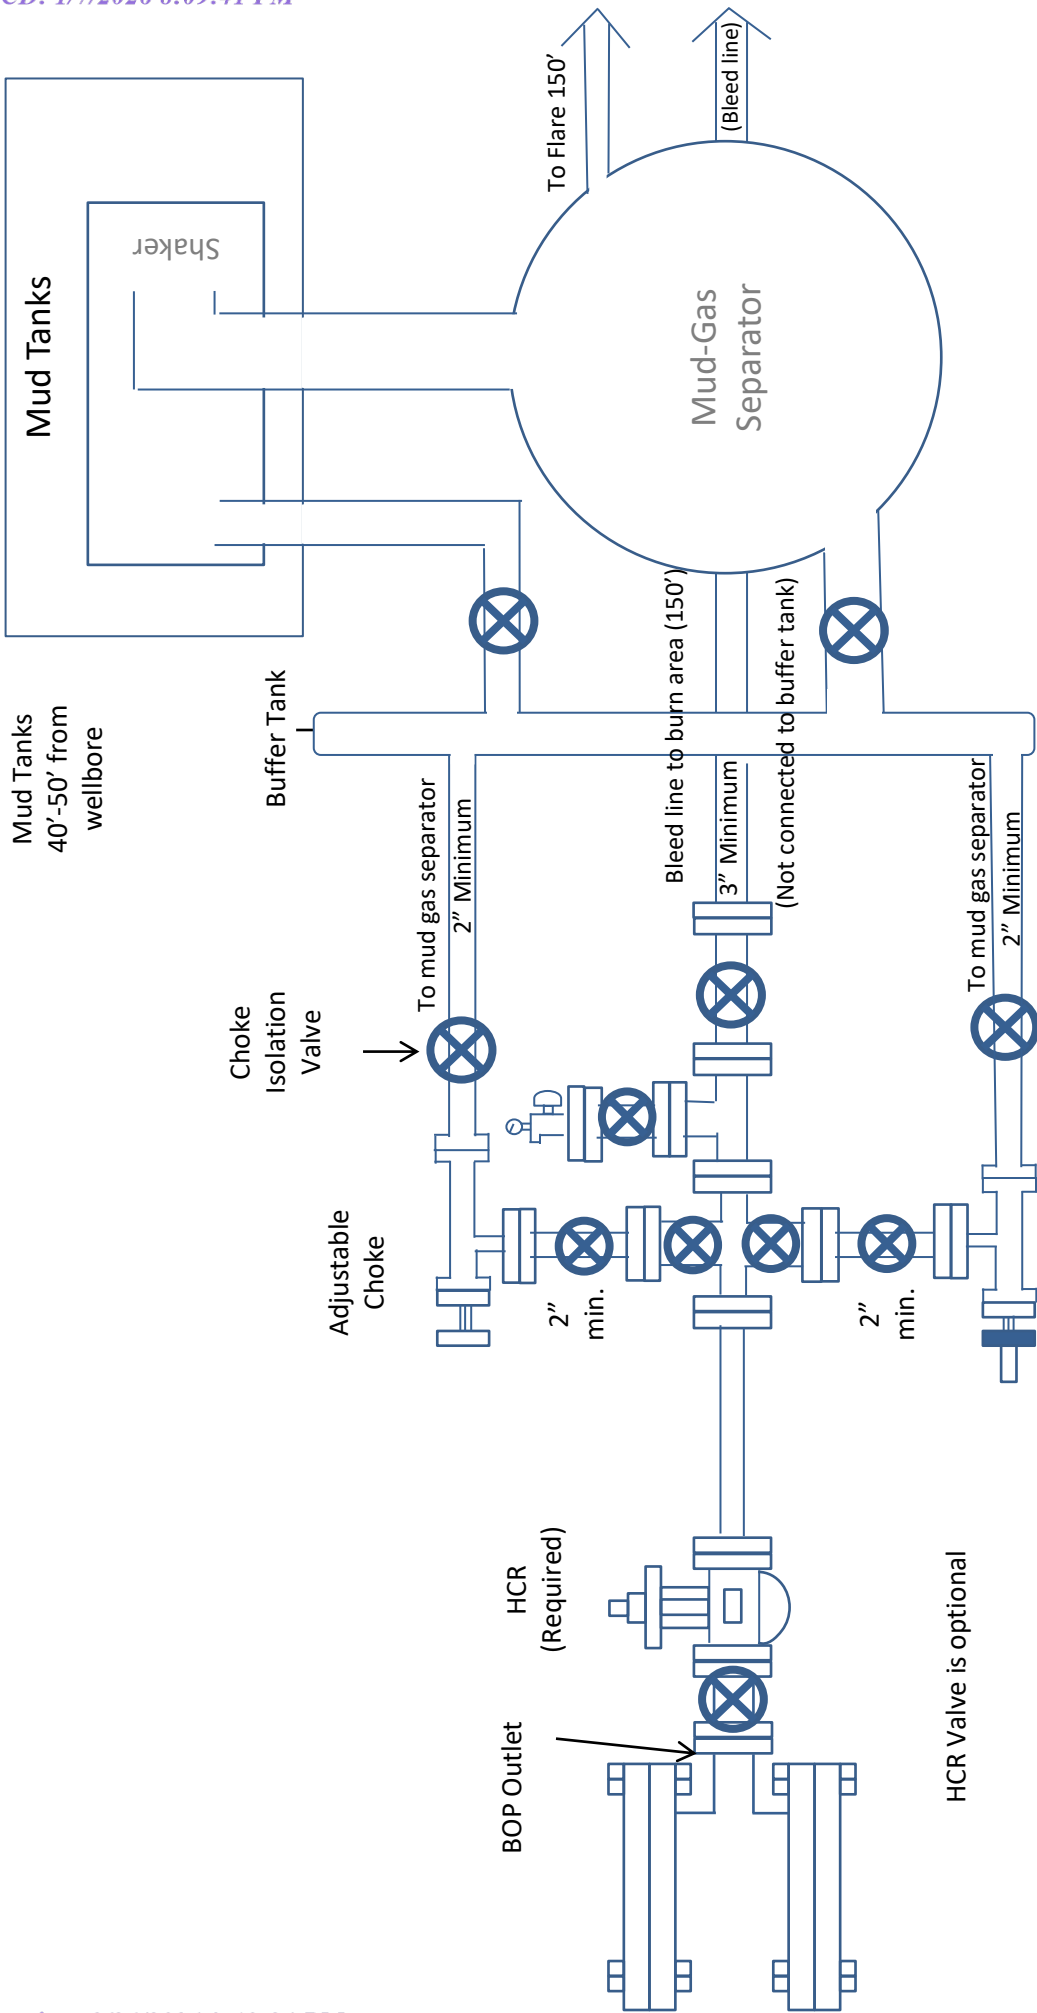 Mud Tanks
Shaker
To Flare 150’
(Bleed line)
Mud-Gas
Separator
Mud Tanks
40’-50’ from
wellbore
Buffer Tank
To mud gas separator
2” Minimum
Bleed line to burn area (150’)
3” Minimum
(Not connected to buffer tank)
To mud gas separator
2” Minimum
Choke
Isolation
Valve
Adjustable
Choke
2”
min.
2”
min.
HCR
(Required)
BOP Outlet
HCR Valve is optional